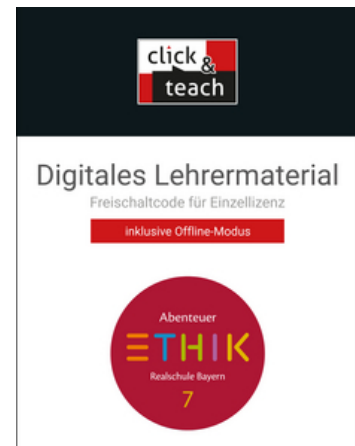 click &
teach
Digitales Lehrermaterial
Freischaltcode für Einzellizenz
inklusive Offline-Modus
Abenteuer
ETHIK
Realschule Bayern
7